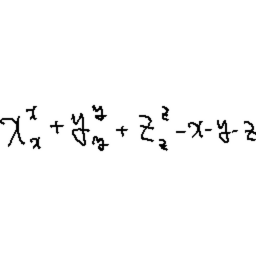 $x_x^x + y_y^y + z_z^z - x - y - z$